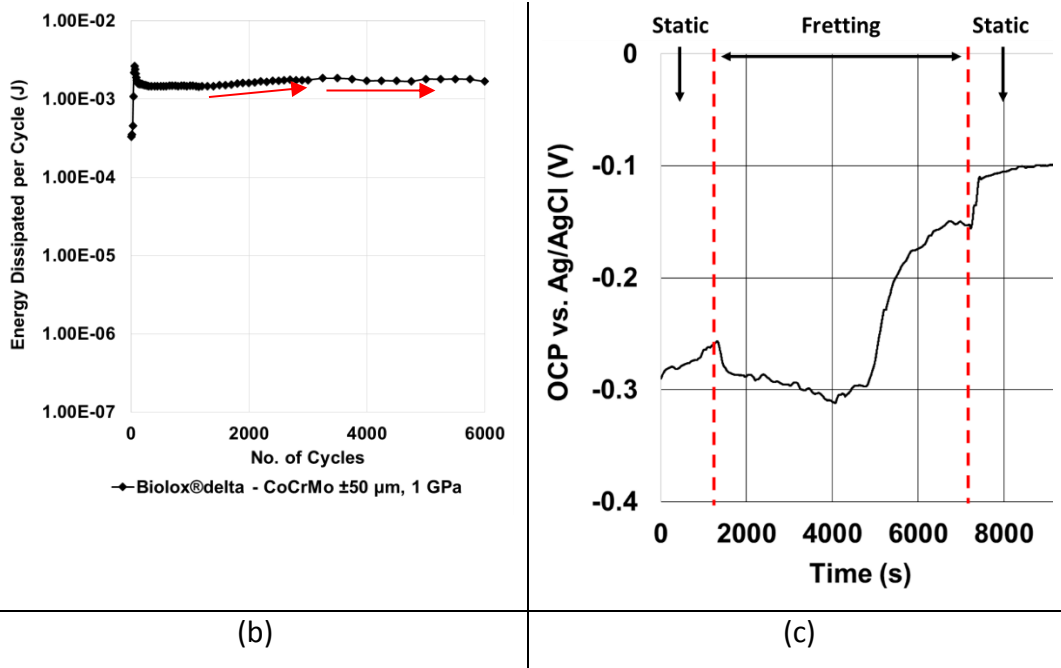 1.00E-02
1.00E-03
1.00E-04
1.00E-05
1.00E-06
1.00E-07
Energy Dissipated per Cycle (J)
0 2000 4000 6000
No. of Cycles
Biolox®delta - CoCrMo ±50 µm, 1 GPa
(b)
Static Fretting Static
0
-0.1
-0.2
-0.3
-0.4
OCP vs. Ag/AgCl (V)
0 2000 4000 6000 8000
Time (s)
(c)